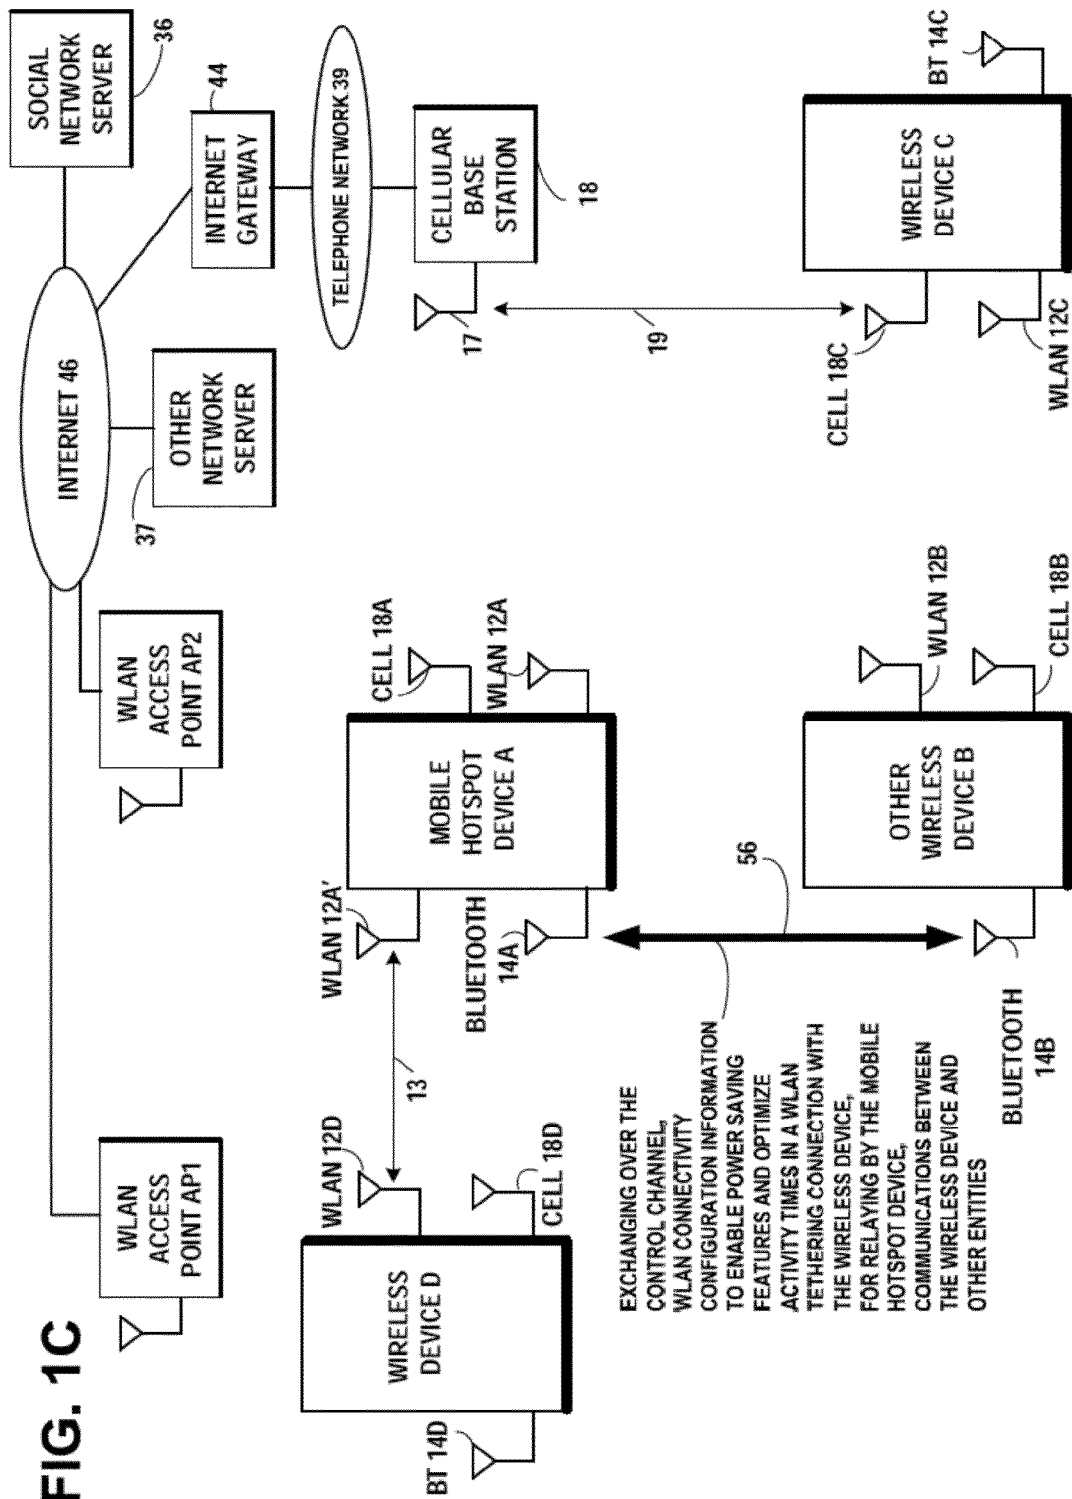 FIG. 1C
WLAN
ACCESS
POINT AP1
WLAN
ACCESS
POINT AP2
INTERNET 46
SOCIAL
NETWORK
SERVER
36
37
OTHER
NETWORK
SERVER
INTERNET
GATEWAY
44
TELEPHONE NETWORK 39
CELLULAR
BASE
STATION
18
17
19
BT 14D
WIRELESS
DEVICE D
WLAN 12D
CELL 18D
13
WLAN 12A'
BLUETOOTH
14A
MOBILE
HOTSPOT
DEVICE A
CELL 18A
WLAN 12A
EXCHANGING OVER THE
CONTROL CHANNEL,
WLAN CONNECTIVITY
CONFIGURATION INFORMATION
TO ENABLE POWER SAVING
FEATURES AND OPTIMIZE
ACTIVITY TIMES IN A WLAN
TETHERING CONNECTION WITH
THE WIRELESS DEVICE,
FOR RELAYING BY THE MOBILE
HOTSPOT DEVICE,
COMMUNICATIONS BETWEEN
THE WIRELESS DEVICE AND
OTHER ENTITIES
56
BLUETOOTH
14B
OTHER
WIRELESS
DEVICE B
WLAN 12B
CELL 18B
CELL 18C
WLAN 12C
WIRELESS
DEVICE C
BT 14C